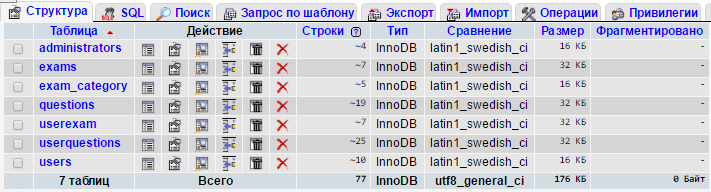 Структура SQL Поиск Запрос по шаблону Экспорт Импорт Операции Привилегии
Таблица Действие Строки Тип Сравнение Размер Фрагментировано
administrators ~4 InnoDB latin1_swedish_ci 16 КБ -
exams ~7 InnoDB latin1_swedish_ci 32 КБ -
exam_category ~5 InnoDB latin1_swedish_ci 16 КБ -
questions ~19 InnoDB latin1_swedish_ci 32 КБ -
userexam ~7 InnoDB latin1_swedish_ci 32 КБ -
userquestions ~25 InnoDB latin1_swedish_ci 32 КБ -
users ~10 InnoDB latin1_swedish_ci 16 КБ -
7 таблиц Всего 77 InnoDB utf8_general_ci 176 КБ 0 Байт